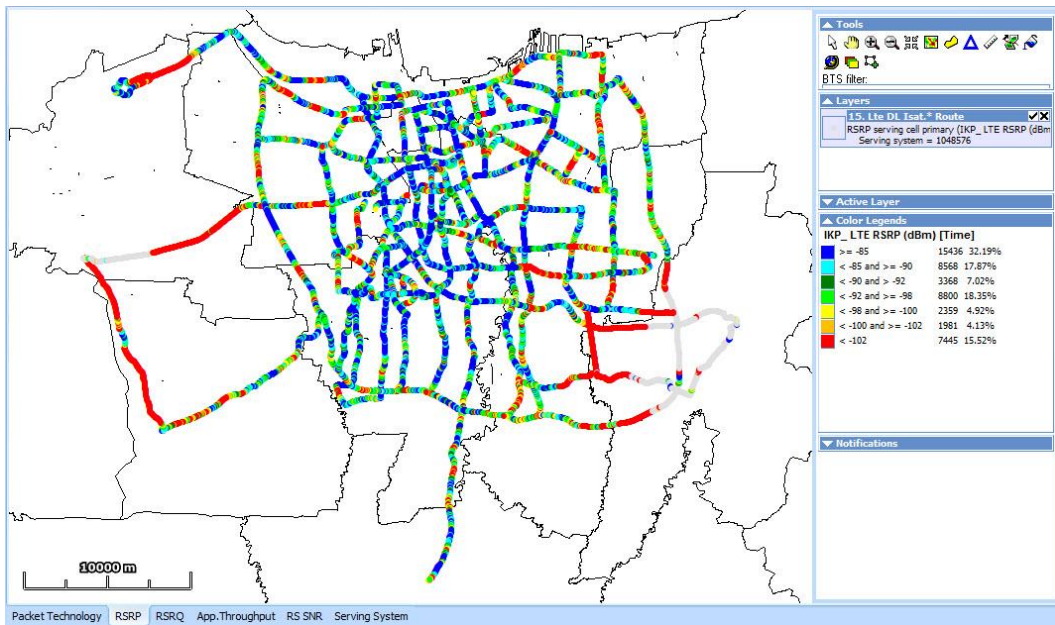 Tools
BTS filter:
Layers
15. Lte DL Isat.* Route
RSRP serving cell primary (IKP_ LTE RSRP (dBm
Serving system = 1048576
Active Layer
Color Legends
IKP_ LTE RSRP (dBm) [Time]
>= -85 15436 32.19%
< -85 and >= -90 8568 17.87%
< -90 and > -92 3368 7.02%
< -92 and >= -98 8800 18.35%
< -98 and >= -100 2359 4.92%
< -100 and >= -102 1981 4.13%
< -102 7445 15.52%
Notifications
10000 m
Packet Technology RSRP RSRQ App.Throughput RS SNR Serving System